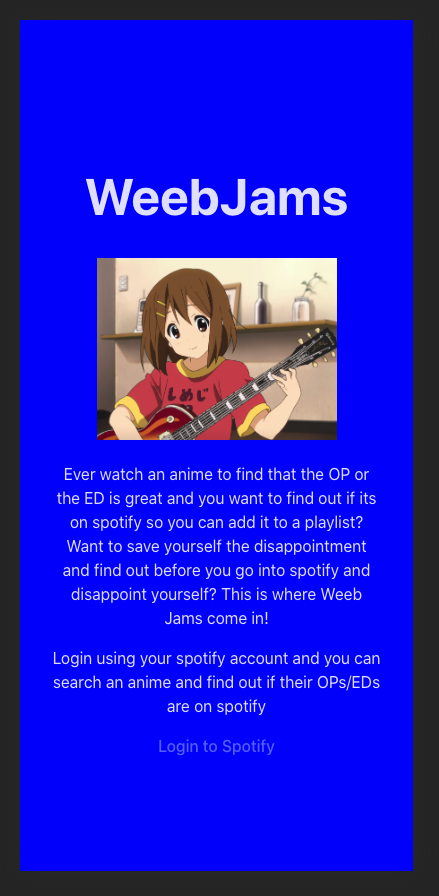 WeebJams
しめじ
Ever watch an anime to find that the OP or
the ED is great and you want to find out if its
on spotify so you can add it to a playlist?
Want to save yourself the disappointment
and find out before you go into spotify and
disappoint yourself? This is where Weeb
Jams come in!
Login using your spotify account and you can
search an anime and find out if their OPs/EDs
are on spotify
Login to Spotify